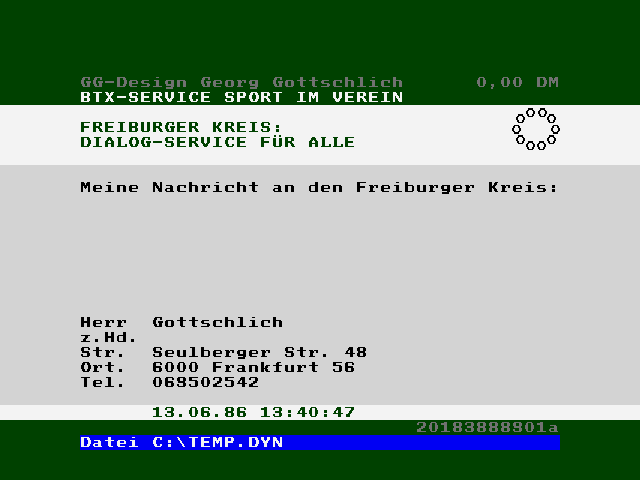 GG-Design Georg Gottschlich 0,00 DM
BTX-SERVICE SPORT IM VEREIN
FREIBURGER KREIS:
DIALOG-SERVICE FÜR ALLE
Meine Nachricht an den Freiburger Kreis:
Herr Gottschlich
z.Hd.
Str. Seulberger Str. 48
Ort. 6000 Frankfurt 56
Tel. 069502542
13.06.86 13:40:47
20183888901a
Datei C:\TEMP.DYN